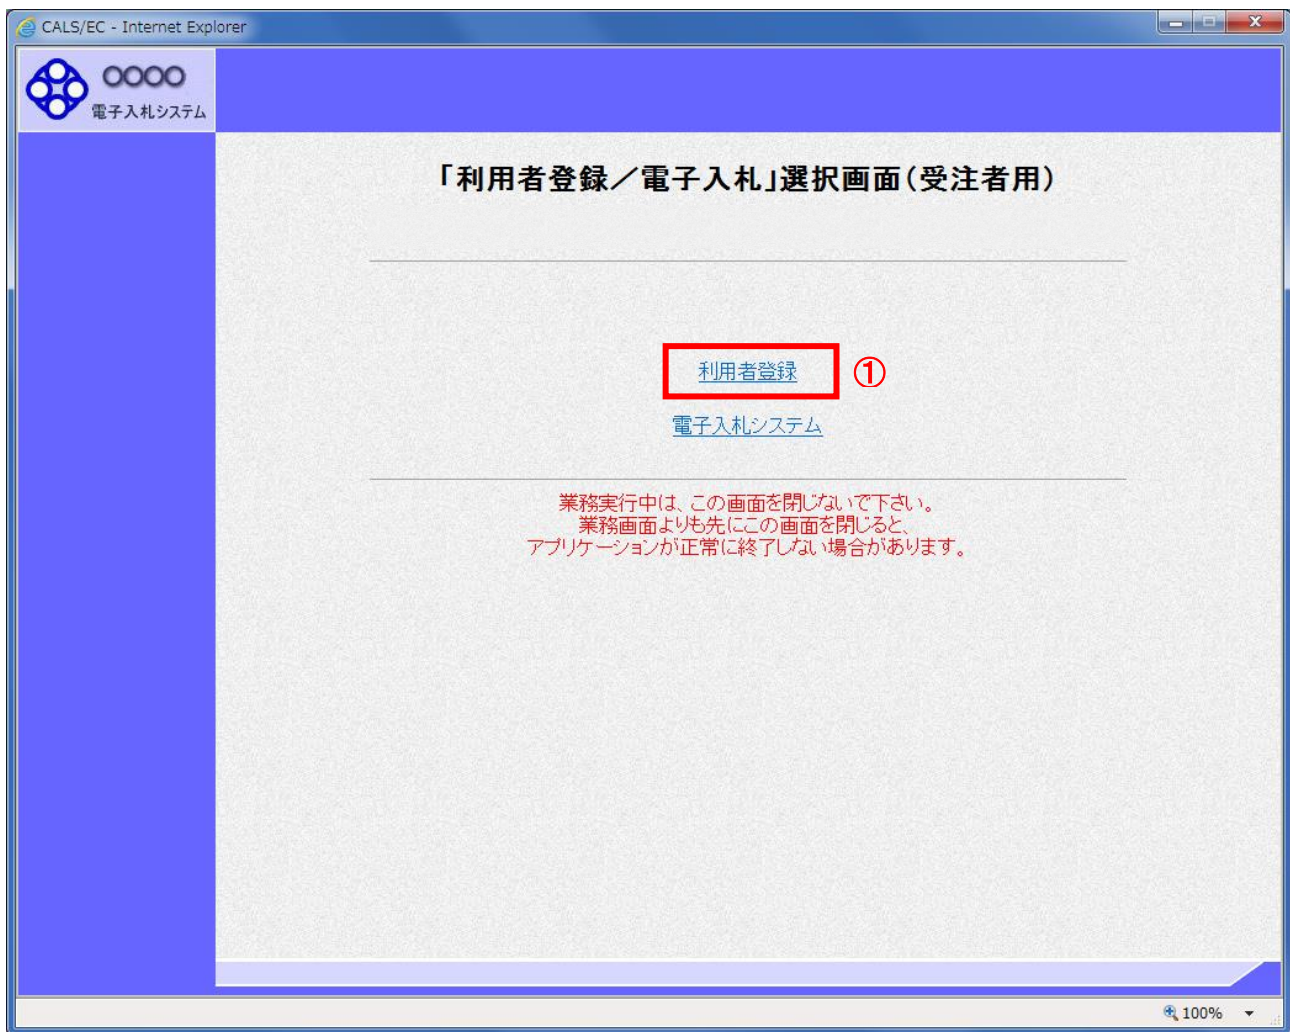 CALS/EC - Internet Explorer
〇〇〇〇
電子入札システム
「利用者登録／電子入札」選択画面（受注者用）
利用者登録 ①
電子入札システム
業務実行中は、この画面を閉じないで下さい。
業務画面よりも先にこの画面を閉じると、
アプリケーションが正常に終了しない場合があります。
100%